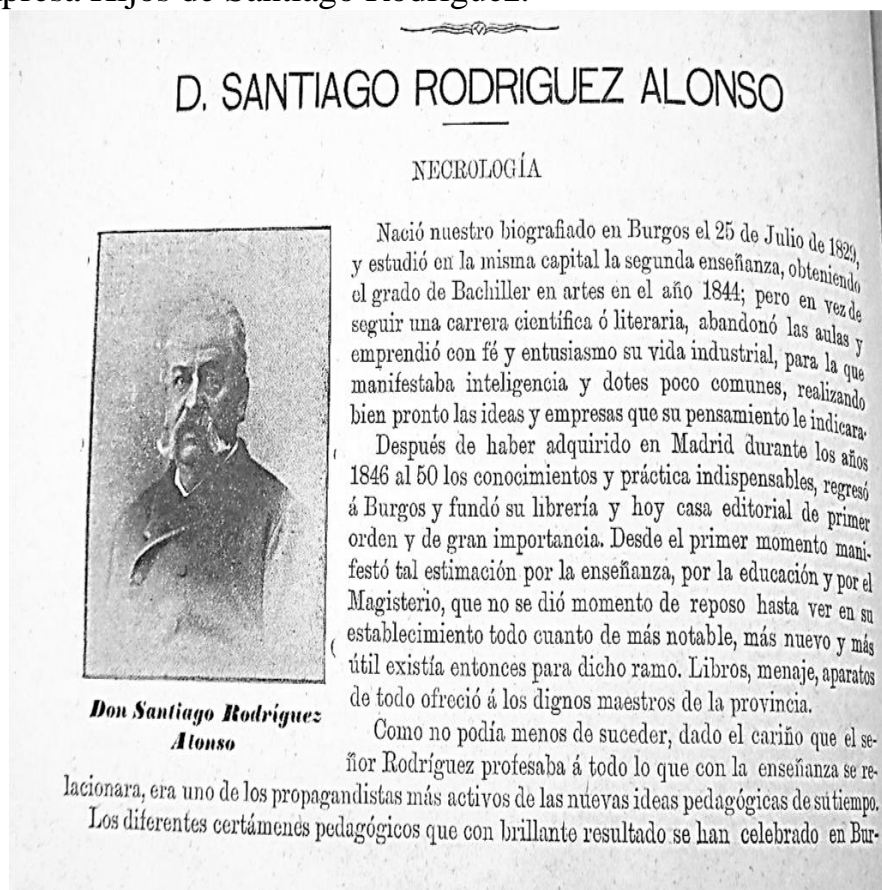 presa Hijos de Santiago Rodríguez.
D. SANTIAGO RODRIGUEZ ALONSO
NECROLOGÍA
Nació nuestro biografiado en Burgos el 25 de Julio de 1829,
y estudió en la misma capital la segunda enseñanza, obteniendo
el grado de Bachiller en artes en el año 1844; pero en vez de
seguir una carrera científica ó literaria, abandonó las aulas y
emprendió con fé y entusiasmo su vida industrial, para la que
manifestaba inteligencia y dotes poco comunes, realizando
bien pronto las ideas y empresas que su pensamiento le indicara.
Después de haber adquirido en Madrid durante los años
1846 al 50 los conocimientos y práctica indispensables, regresó
á Burgos y fundó su librería y hoy casa editorial de primer
orden y de gran importancia. Desde el primer momento mani-
festó tal estimación por la enseñanza, por la educación y por el
Magisterio, que no se dió momento de reposo hasta ver en su
establecimiento todo cuanto de más notable, más nuevo y más
útil existía entonces para dicho ramo. Libros, menaje, aparatos
de todo ofreció á los dignos maestros de la provincia.
Don Santiago Rodríguez
Alonso
Como no podía menos de suceder, dado el cariño que el se-
ñor Rodríguez profesaba á todo lo que con la enseñanza se re-
lacionara, era uno de los propagandistas más activos de las nuevas ideas pedagógicas de su tiempo.
Los diferentes certámenes pedagógicos que con brillante resultado se han celebrado en Bur-